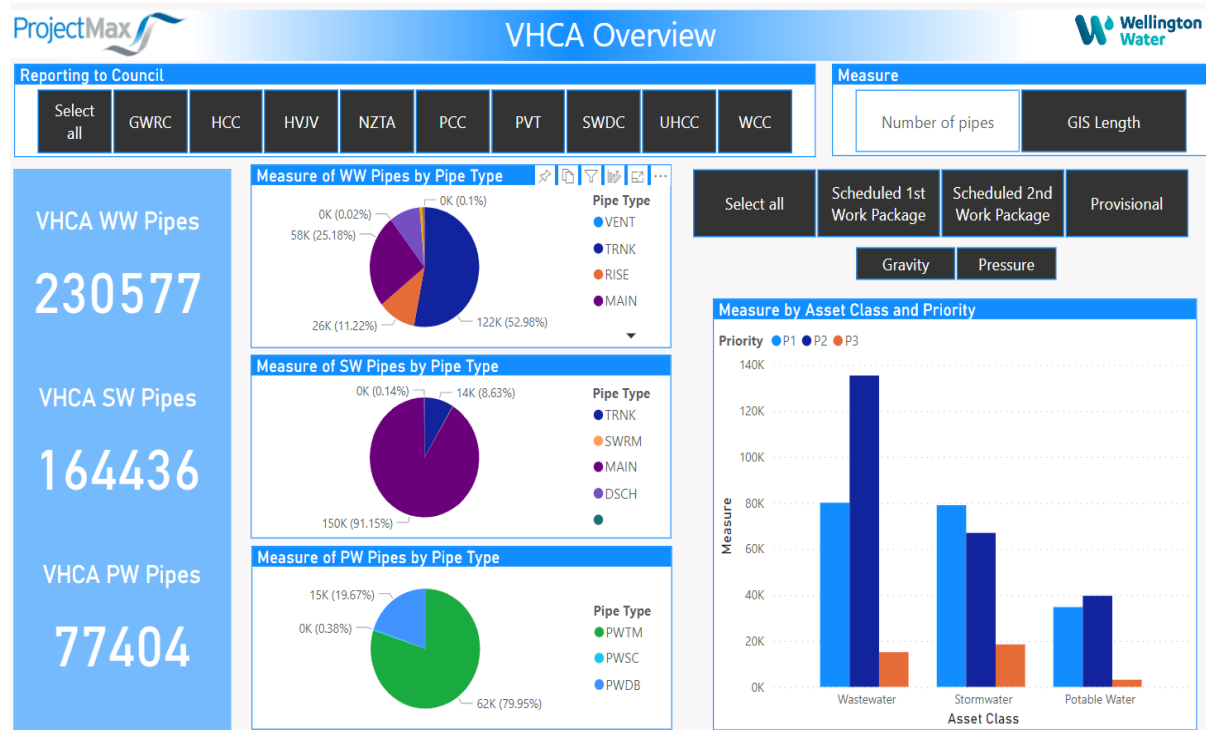 ProjectMax
VHCA Overview
Wellington
Water
Reporting to Council
Select
all
GWRC
HCC
HVJV
NZTA
PCC
PVT
SWDC
UHCC
WCC
Measure
Number of pipes
GIS Length
VHCA WW Pipes
230577
VHCA SW Pipes
164436
VHCA PW Pipes
77404
Measure of WW Pipes by Pipe Type
0K (0.1%)
0K (0.02%)
58K (25.18%)
26K (11.22%)
122K (52.98%)
Pipe Type
VENT
TRNK
RISE
MAIN
Measure of SW Pipes by Pipe Type
0K (0.14%)
14K (8.63%)
150K (91.15%)
Pipe Type
TRNK
SWRM
MAIN
DSCH
Measure of PW Pipes by Pipe Type
15K (19.67%)
0K (0.38%)
62K (79.95%)
Pipe Type
PWTM
PWSC
PWDB
Select all
Scheduled 1st
Work Package
Scheduled 2nd
Work Package
Provisional
Gravity
Pressure
Measure by Asset Class and Priority
Priority P1 P2 P3
140K
120K
100K
80K
60K
40K
20K
0K
Measure
Wastewater
Stormwater
Potable Water
Asset Class